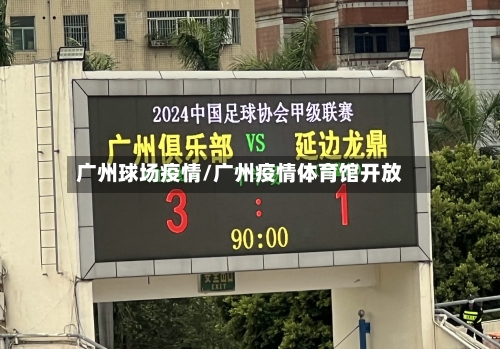 2024中国足球协会甲级联赛
广州俱乐部 VS 延边龙鼎
广州球场疫情/广州疫情体育馆开放
3 : 1
90:00
EXIT